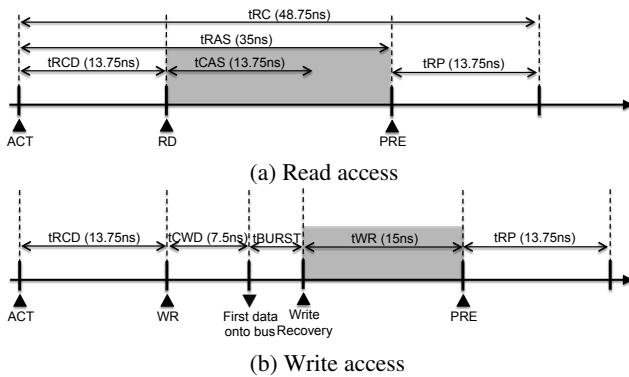 tRC (48.75ns)
tRAS (35ns)
tRCD (13.75ns) tCAS (13.75ns) tRP (13.75ns)
ACT RD PRE
(a) Read access
tRCD (13.75ns) tCWD (7.5ns) tBURST tWR (15ns) tRP (13.75ns)
ACT WR First data Write PRE
onto bus Recovery
(b) Write access